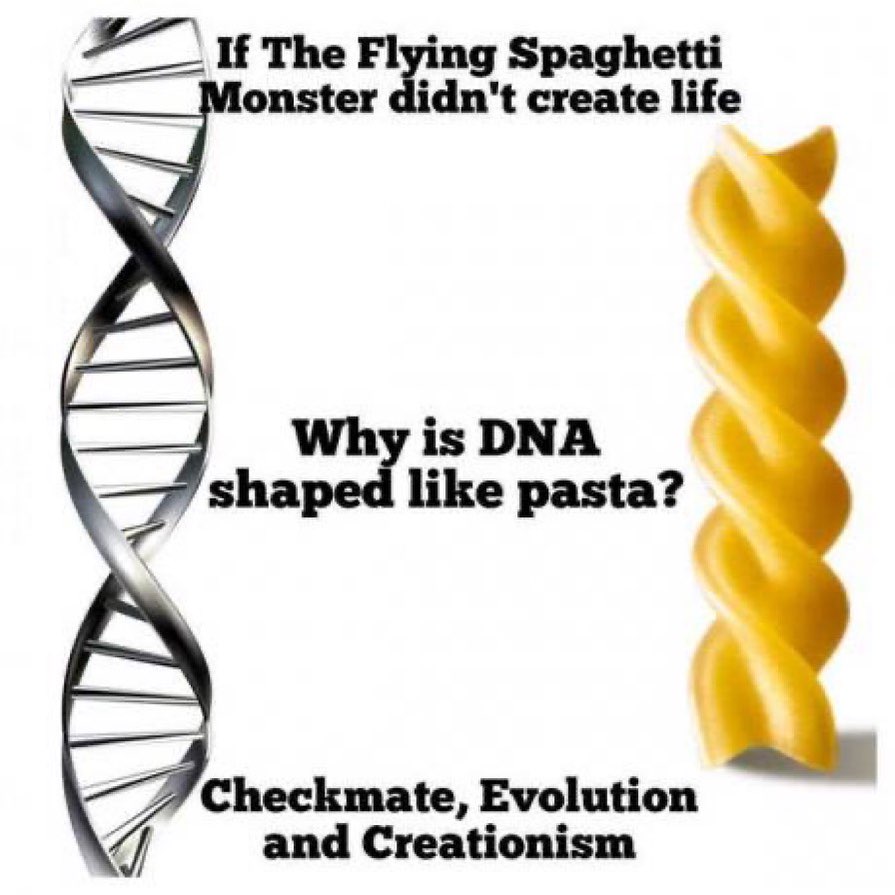 If The Flying Spaghetti
Monster didn't create life
Why is DNA
shaped like pasta?
Checkmate, Evolution
and Creationism